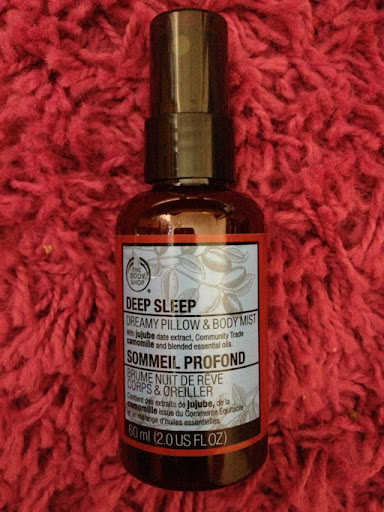 THE
BODY
SHOP®
DEEP SLEEP
DREAMY PILLOW & BODY MIST
With jujube date extract, Community Trade
camomile and blended essential oils.
SOMMEIL PROFOND
BRUME NUIT DE RÊVE
CORPS & OREILLER
Contient des extraits de jujube, de la
camomille issue du Commerce Equitable
et un mélange d'huiles essentielles.
60 ml (2.0 US FL OZ)